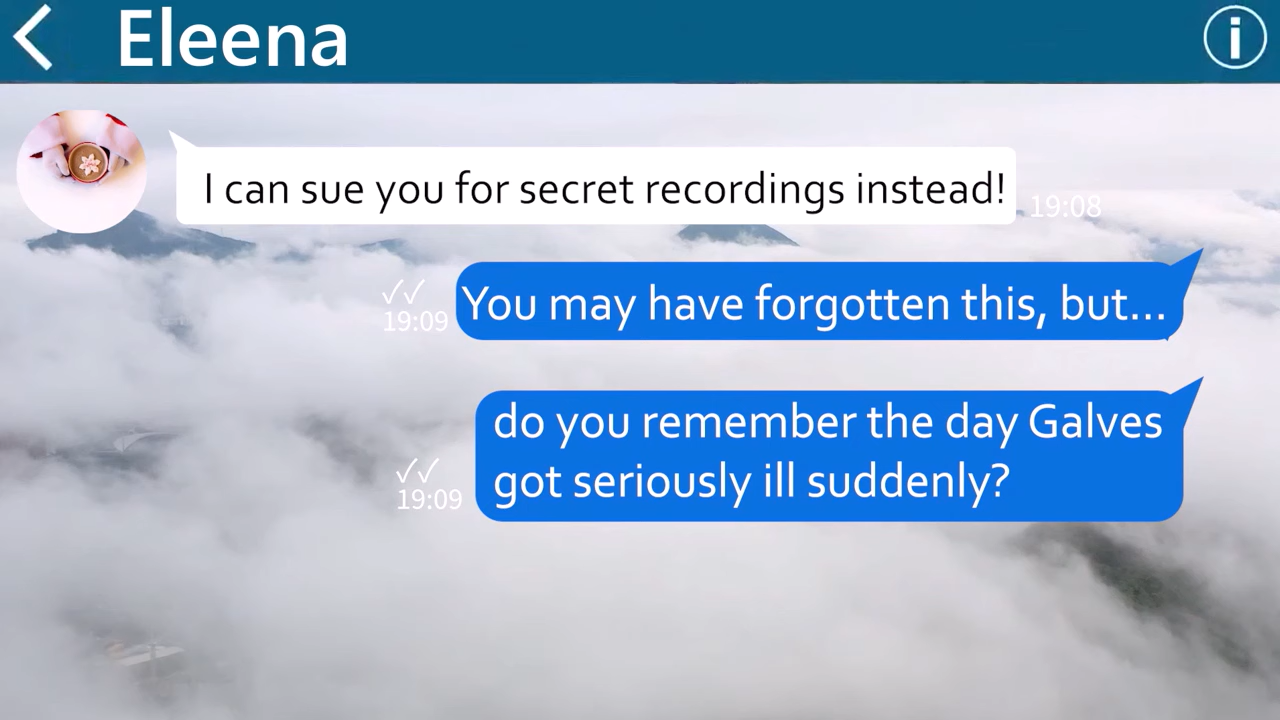 Eleena
I can sue you for secret recordings instead!
19:08
You may have forgotten this, but...
19:09
do you remember the day Galves
got seriously ill suddenly?
19:09